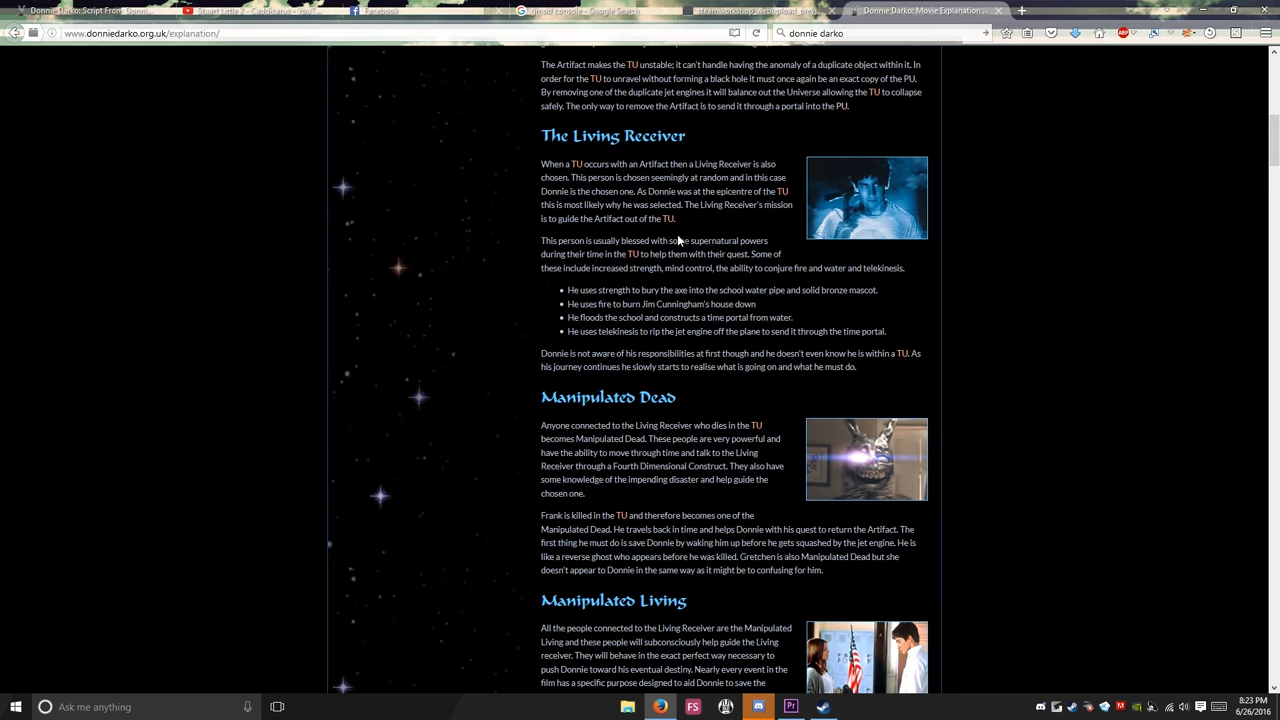 Donnie Darko: Script From Donni...
Stuart Little 2 - Caddicarus - YouT...
Facebook
gmod console - Google Search
Donnie Darko: Movie Explanation
www.donniedarko.org.uk/explanation/
donnie darko
The Artifact makes the TU unstable; it can't handle having the anomaly of a duplicate object within it. In
order for the TU to unravel without forming a black hole it must once again be an exact copy of the PU.
By removing one of the duplicate jet engines it will balance out the Universe allowing the TU to collapse
safely. The only way to remove the Artifact is to send it through a portal into the PU.
The Living Receiver
When a TU occurs with an Artifact then a Living Receiver is also
chosen. This person is chosen seemingly at random and in this case
Donnie is the chosen one. As Donnie was at the epicentre of the TU
this is most likely why he was selected. The Living Receiver's mission
is to guide the Artifact out of the TU.
This person is usually blessed with some supernatural powers
during their time in the TU to help them with their quest. Some of
these include increased strength, mind control, the ability to conjure fire and water and telekinesis.
He uses strength to bury the axe into the school water pipe and solid bronze mascot.
He uses fire to burn Jim Cunningham's house down
He floods the school and constructs a time portal from water.
He uses telekinesis to rip the jet engine off the plane to send it through the time portal.
Donnie is not aware of his responsibilities at first though and he doesn't even know he is within a TU. As
his journey continues he slowly starts to realise what is going on and what he must do.
Manipulated Dead
Anyone connected to the Living Receiver who dies in the TU
becomes Manipulated Dead. These people are very powerful and
have the ability to move through time and talk to the Living
Receiver through a Fourth Dimensional Construct. They also have
some knowledge of the impending disaster and help guide the
chosen one.
Frank is killed in the TU and therefore becomes one of the
Manipulated Dead. He travels back in time and helps Donnie with his quest to return the Artifact. The
first thing he must do is save Donnie by waking him up before he gets squashed by the jet engine. He is
like a reverse ghost who appears before he was killed. Gretchen is also Manipulated Dead but she
doesn't appear to Donnie in the same way as it might be to confusing for him.
Manipulated Living
All the people connected to the Living Receiver are the Manipulated
Living and these people will subconsciously help guide the Living
receiver. They will behave in the exact perfect way necessary to
push Donnie toward his eventual destiny. Nearly every event in the
film has a specific purpose designed to aid Donnie to save the
Ask me anything
FS
Pr
8:23 PM
6/26/2016